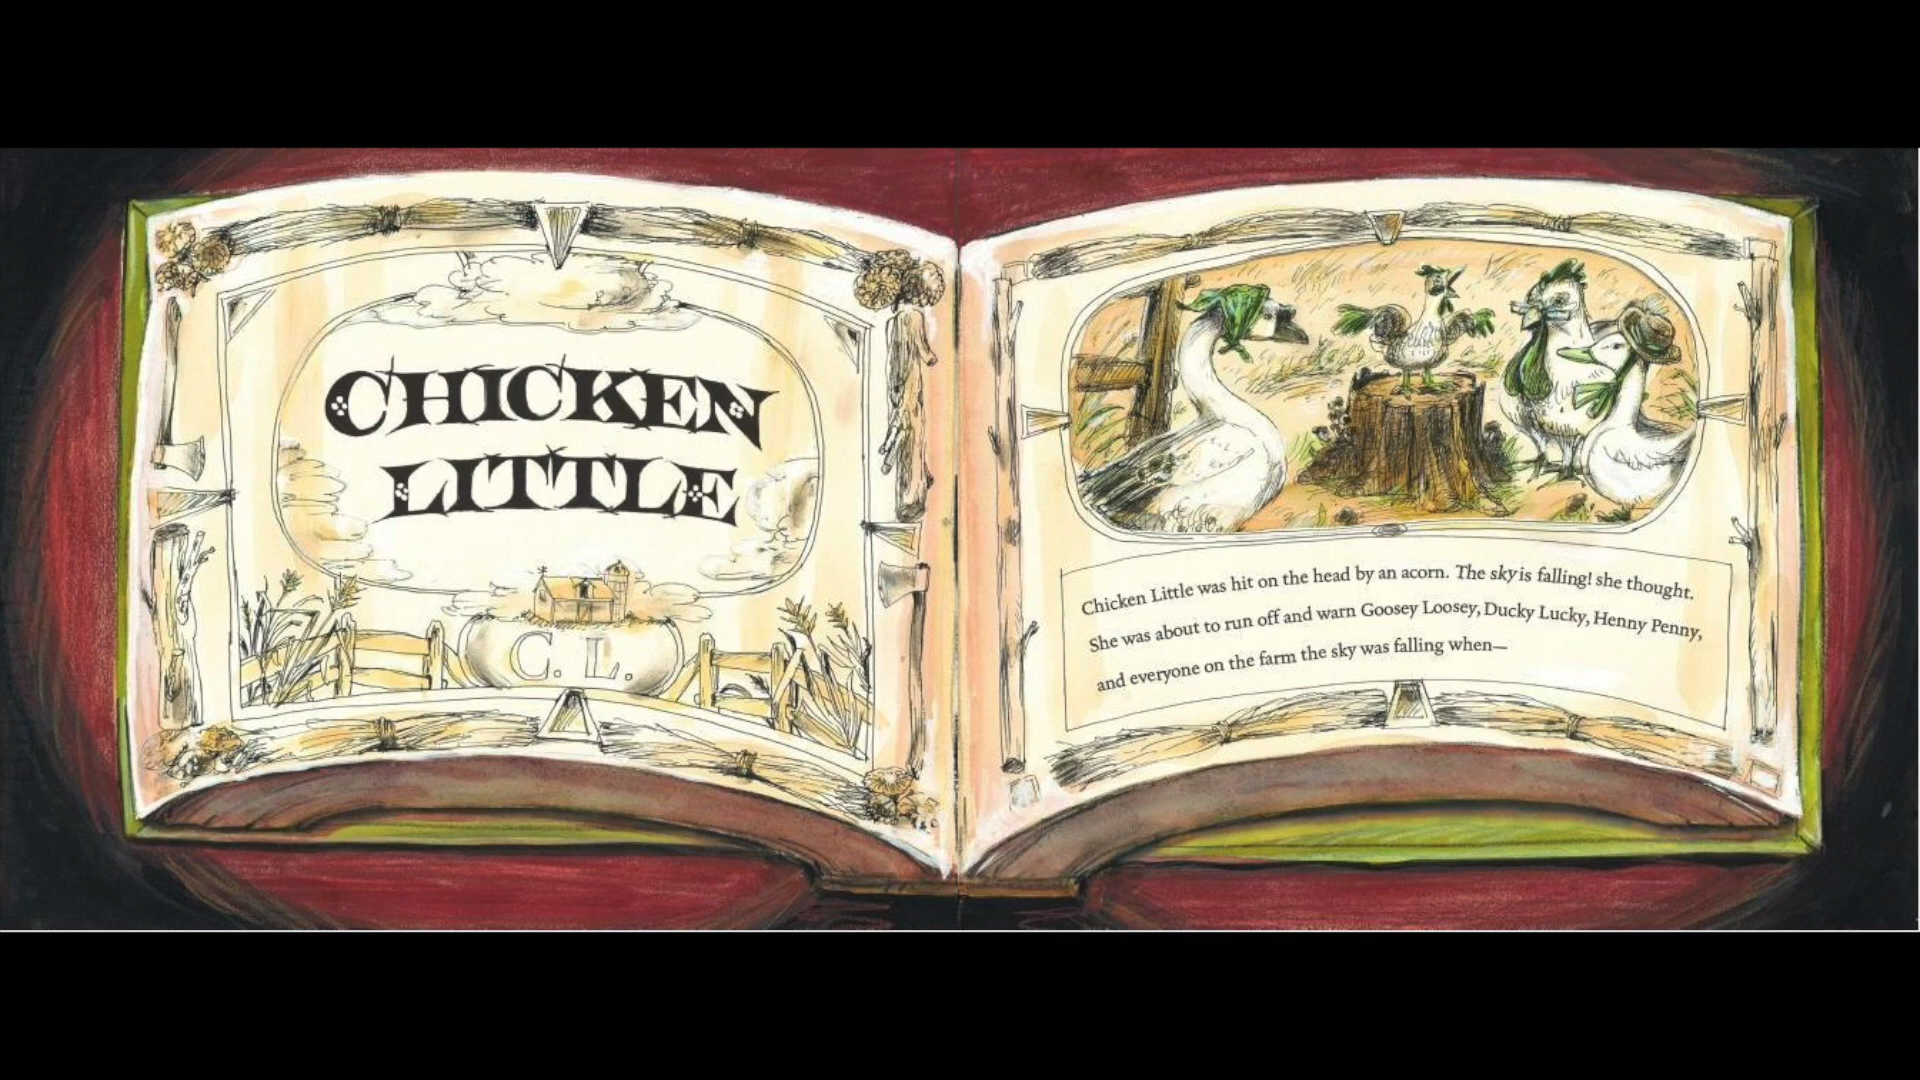 CHICKEN
LITTLE
C. L.
Chicken Little was hit on the head by an acorn. The sky is falling! she thought.
She was about to run off and warn Goosey Loosey, Ducky Lucky, Henny Penny,
and everyone on the farm the sky was falling when—